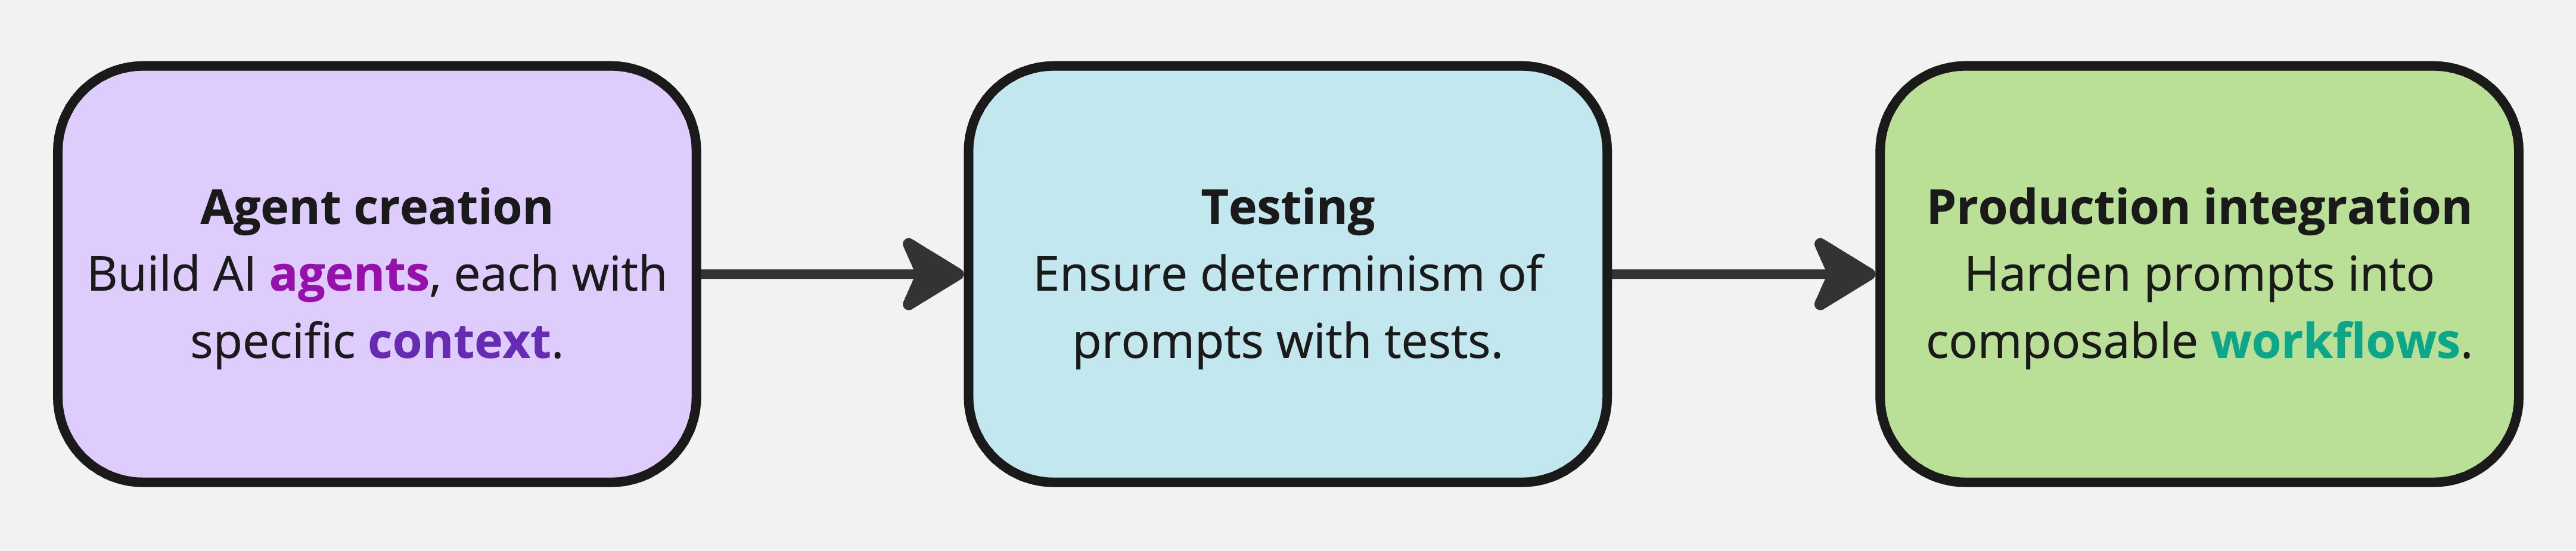 Agent creation
Build AI agents, each with
specific context.
Testing
Ensure determinism of
prompts with tests.
Production integration
Harden prompts into
composable workflows.